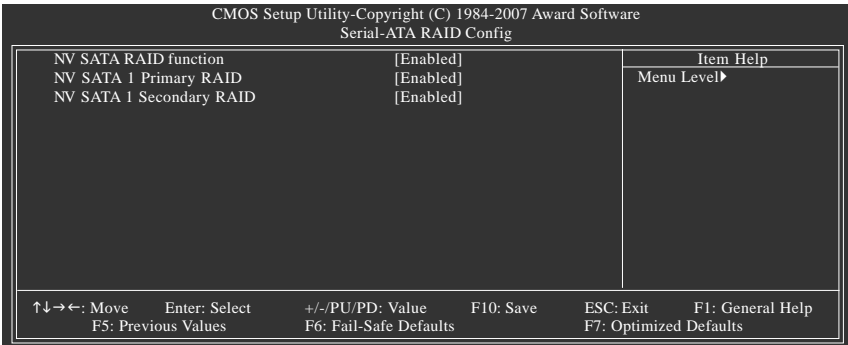 CMOS Setup Utility-Copyright (C) 1984-2007 Award Software
Serial-ATA RAID Config
NV SATA RAID function [Enabled] Item Help
NV SATA 1 Primary RAID [Enabled] Menu Level▸
NV SATA 1 Secondary RAID [Enabled]
↑↓→←: Move Enter: Select +/-/PU/PD: Value F10: Save ESC: Exit F1: General Help
F5: Previous Values F6: Fail-Safe Defaults F7: Optimized Defaults